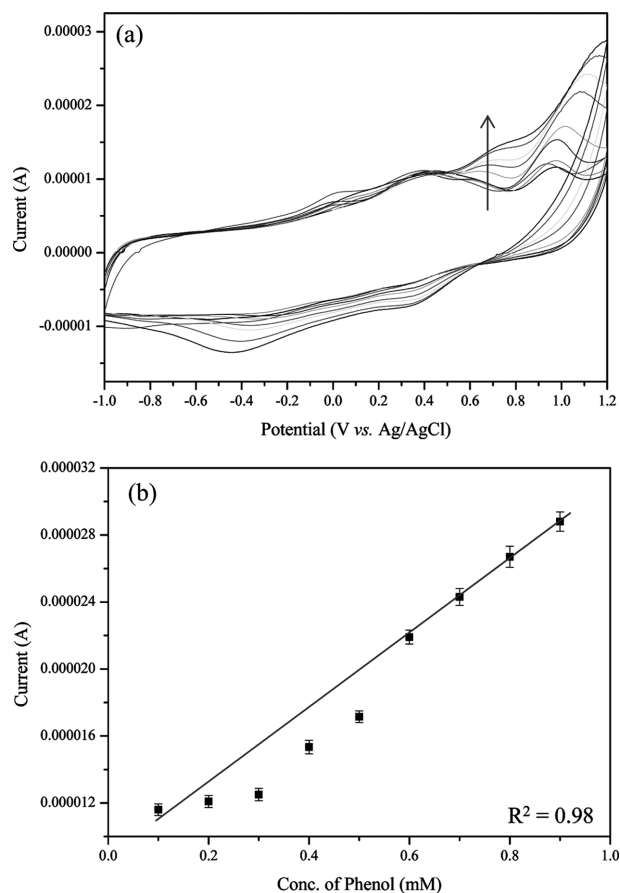 (a)
0.00003
0.00002
0.00001
0.00000
-0.00001
Current (A)
-1.0 -0.8 -0.6 -0.4 -0.2 0.0 0.2 0.4 0.6 0.8 1.0 1.2
Potential (V vs. Ag/AgCl)
(b)
0.000032
0.000028
0.000024
0.000020
0.000016
0.000012
Current (A)
R² = 0.98
0.0 0.2 0.4 0.6 0.8 1.0
Conc. of Phenol (mM)